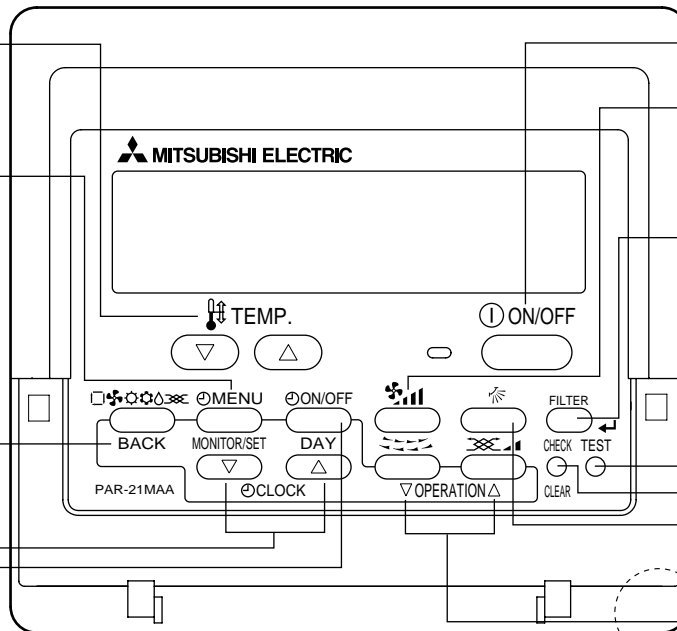 MITSUBISHI ELECTRIC
TEMP.
ON/OFF
MENU
ON/OFF
FILTER
BACK
MONITOR/SET
DAY
CHECK
TEST
PAR-21MAA
CLOCK
OPERATION
CLEAR